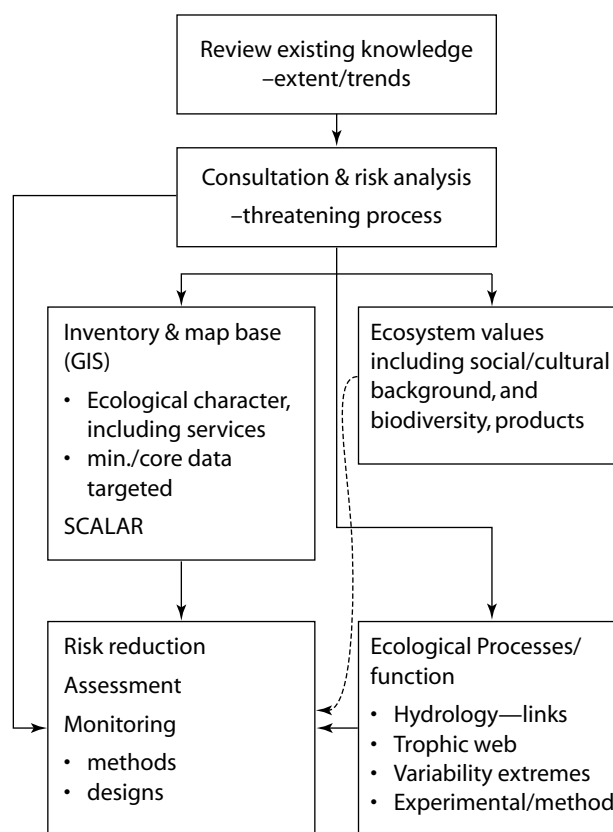 Review existing knowledge
–extent/trends
Consultation & risk analysis
–threatening process
Inventory & map base
(GIS)
• Ecological character,
including services
• min./core data
targeted
SCALAR
Ecosystem values
including social/cultural
background, and
biodiversity, products
Risk reduction
Assessment
Monitoring
• methods
• designs
Ecological Processes/
function
• Hydrology—links
• Trophic web
• Variability extremes
• Experimental/method